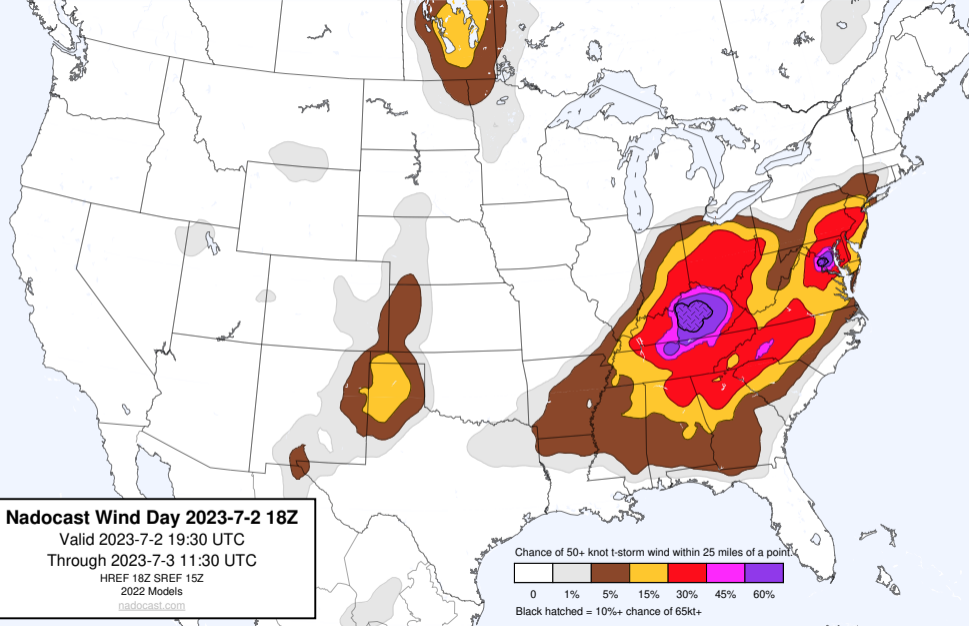 Nadocast Wind Day 2023-7-2 18Z
Valid 2023-7-2 19:30 UTC
Through 2023-7-3 11:30 UTC
HREF 18Z SREF 15Z
2022 Models
nadocast.com
Chance of 50+ knot t-storm wind within 25 miles of a point.
0 1% 5% 15% 30% 45% 60%
Black hatched = 10%+ chance of 65kt+